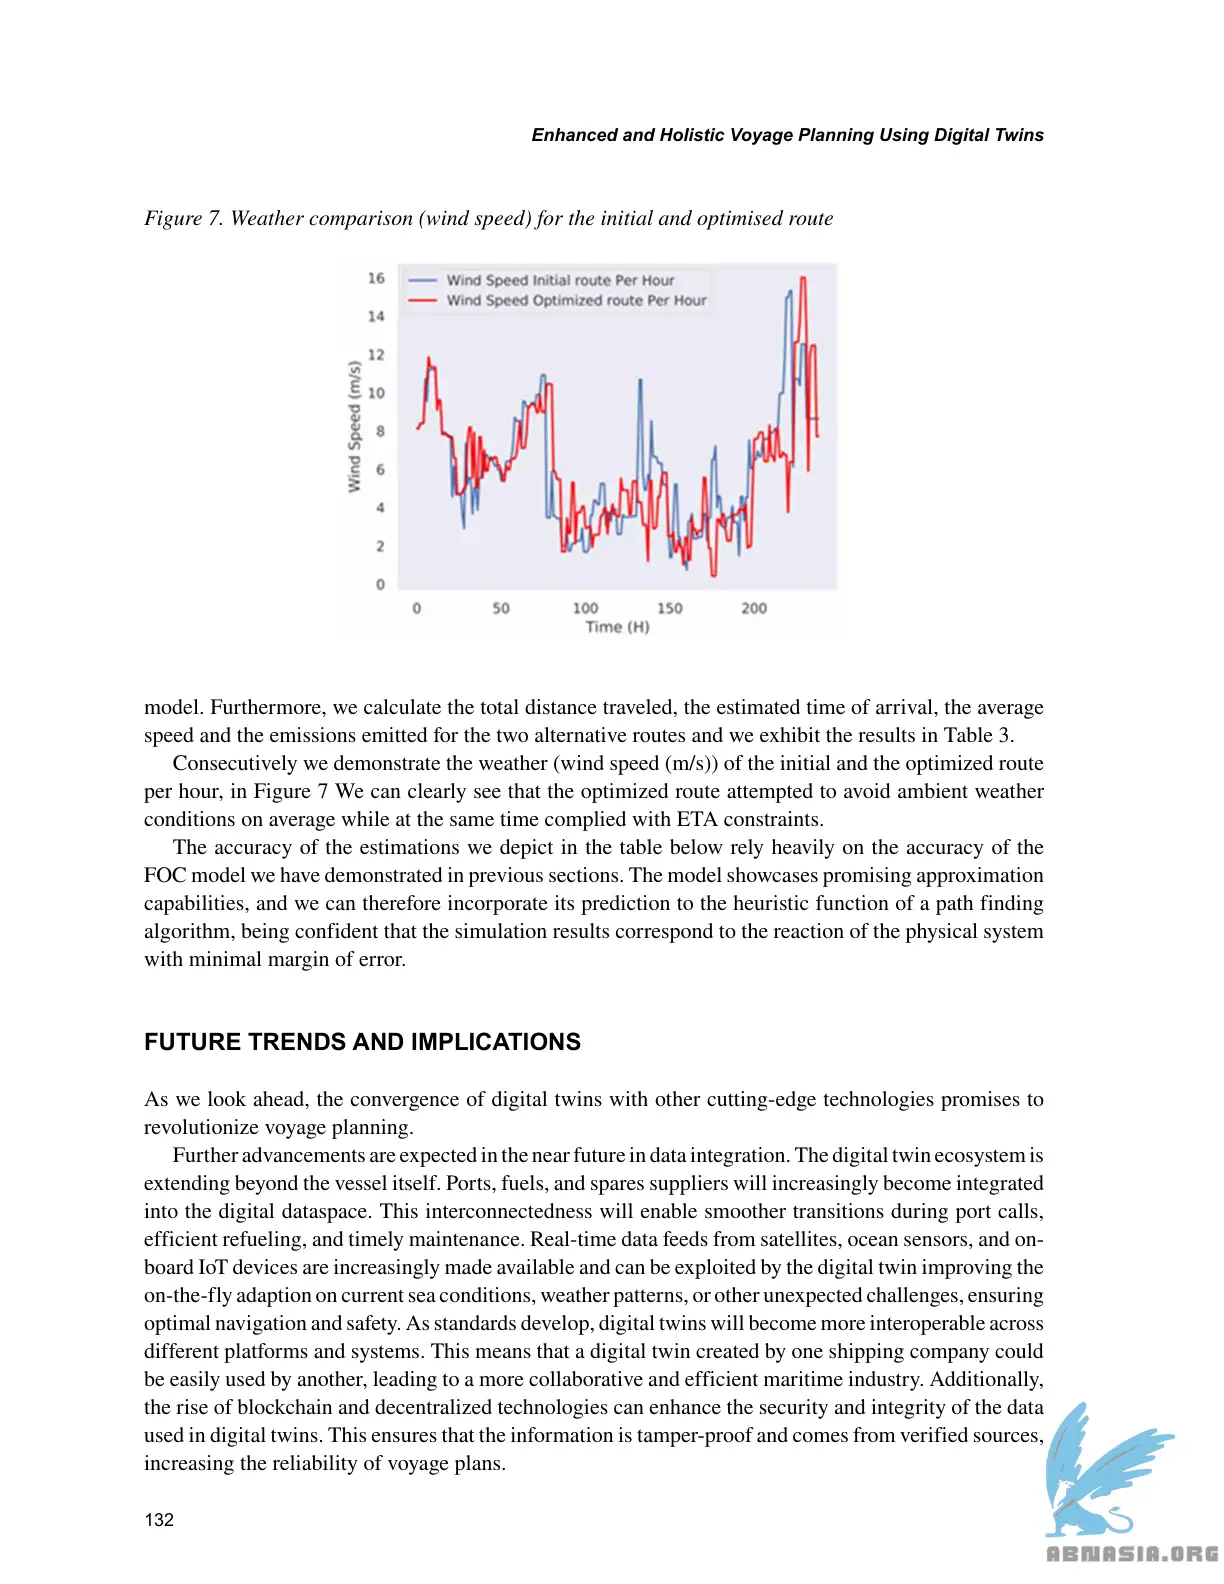 Enhanced and Holistic Voyage Planning Using Digital Twins
Figure 7. Weather comparison (wind speed) for the initial and optimised route
Wind Speed Initial route Per Hour
Wind Speed Optimized route Per Hour
16
14
12
10
8
6
4
2
0
Wind Speed (m/s)
0 50 100 150 200
Time (H)
model. Furthermore, we calculate the total distance traveled, the estimated time of arrival, the average
speed and the emissions emitted for the two alternative routes and we exhibit the results in Table 3.
Consecutively we demonstrate the weather (wind speed (m/s)) of the initial and the optimized route
per hour, in Figure 7 We can clearly see that the optimized route attempted to avoid ambient weather
conditions on average while at the same time complied with ETA constraints.
The accuracy of the estimations we depict in the table below rely heavily on the accuracy of the
FOC model we have demonstrated in previous sections. The model showcases promising approximation
capabilities, and we can therefore incorporate its prediction to the heuristic function of a path finding
algorithm, being confident that the simulation results correspond to the reaction of the physical system
with minimal margin of error.
FUTURE TRENDS AND IMPLICATIONS
As we look ahead, the convergence of digital twins with other cutting-edge technologies promises to
revolutionize voyage planning.
Further advancements are expected in the near future in data integration. The digital twin ecosystem is
extending beyond the vessel itself. Ports, fuels, and spares suppliers will increasingly become integrated
into the digital dataspace. This interconnectedness will enable smoother transitions during port calls,
efficient refueling, and timely maintenance. Real-time data feeds from satellites, ocean sensors, and on-
board IoT devices are increasingly made available and can be exploited by the digital twin improving the
on-the-fly adaption on current sea conditions, weather patterns, or other unexpected challenges, ensuring
optimal navigation and safety. As standards develop, digital twins will become more interoperable across
different platforms and systems. This means that a digital twin created by one shipping company could
be easily used by another, leading to a more collaborative and efficient maritime industry. Additionally,
the rise of blockchain and decentralized technologies can enhance the security and integrity of the data
used in digital twins. This ensures that the information is tamper-proof and comes from verified sources,
increasing the reliability of voyage plans.
132
ABNASIA.ORG